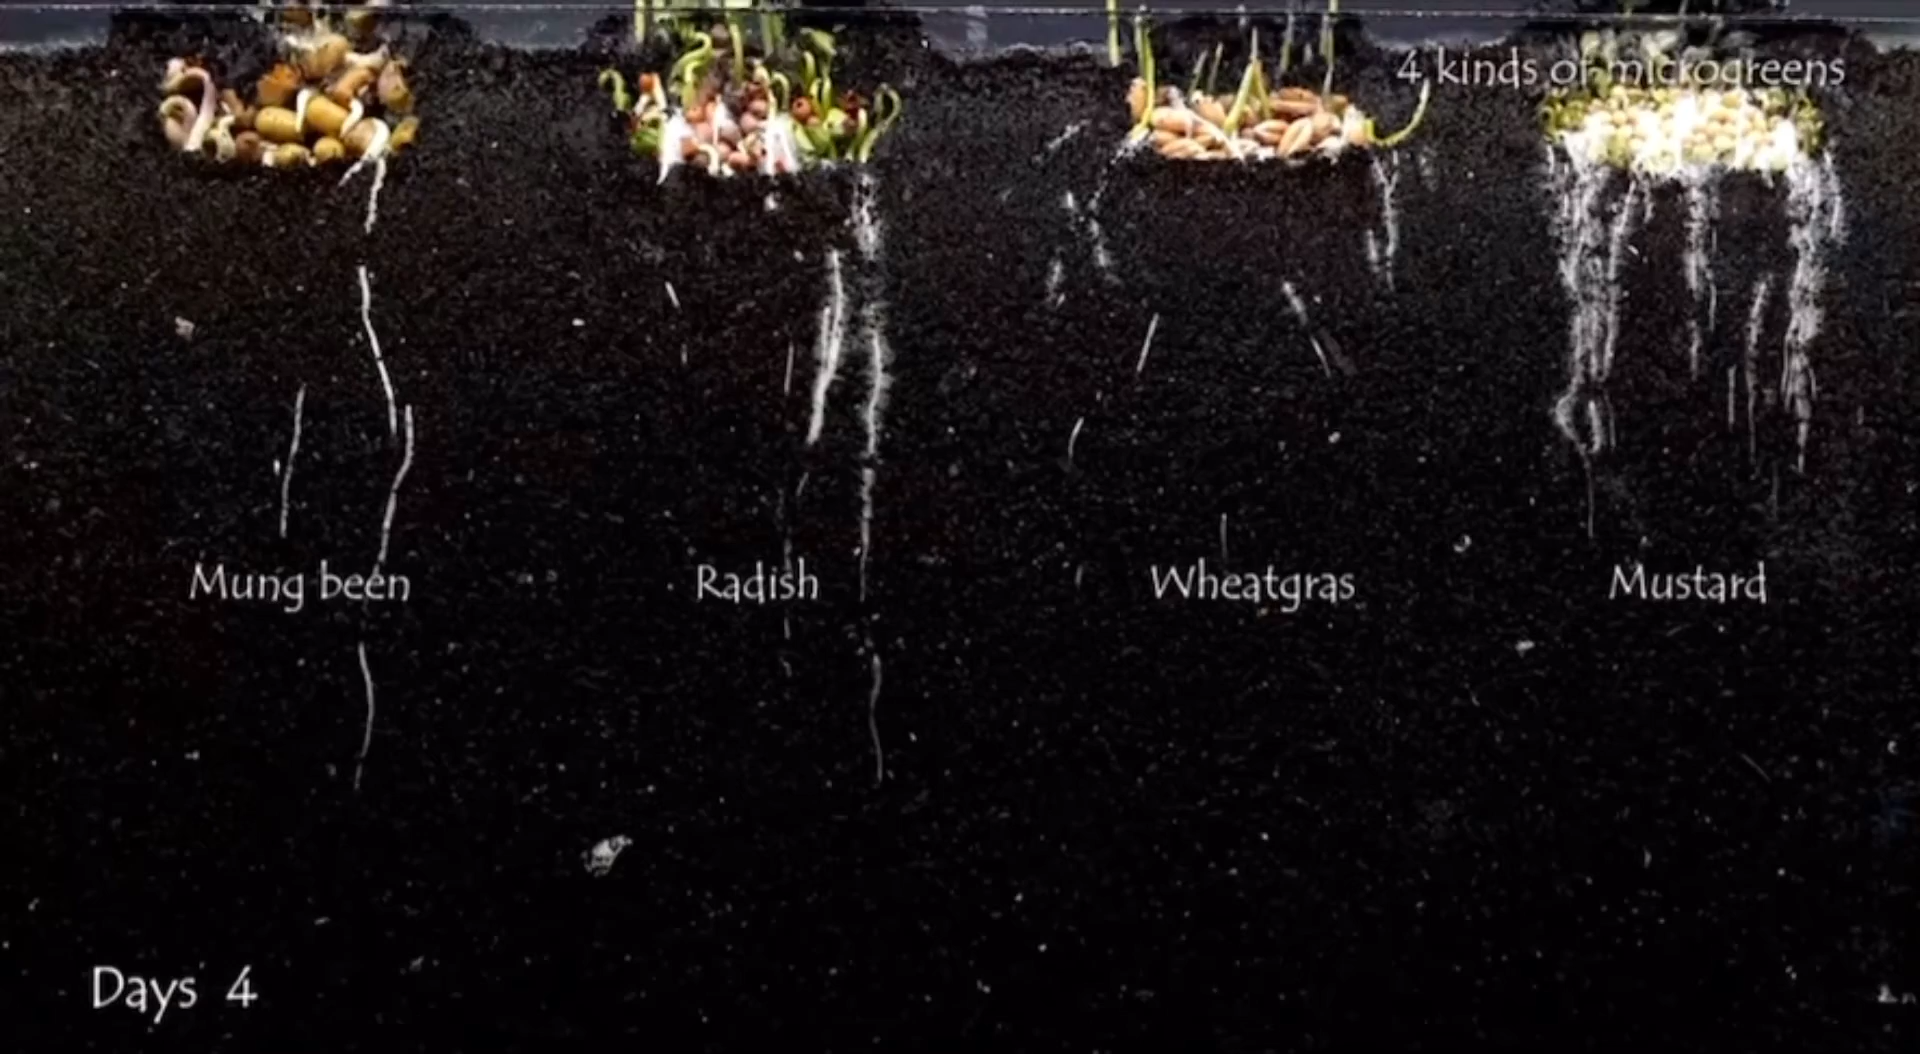 4 kinds of microgreens
Mung been
Radish
Wheatgras
Mustard
Days 4